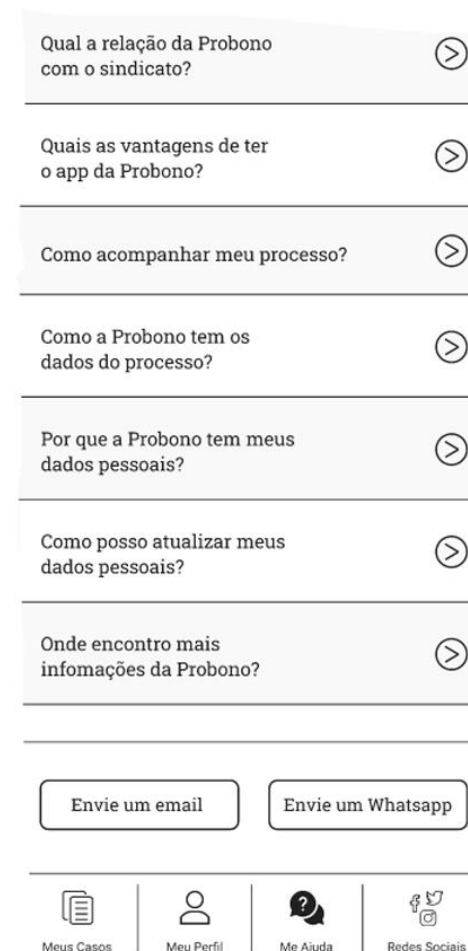 Qual a relação da Probono
com o sindicato?
Quais as vantagens de ter
o app da Probono?
Como acompanhar meu processo?
Como a Probono tem os
dados do processo?
Por que a Probono tem meus
dados pessoais?
Como posso atualizar meus
dados pessoais?
Onde encontro mais
infomações da Probono?
Envie um email
Envie um Whatsapp
Meus Casos
Meu Perfil
Me Ajuda
Redes Sociais